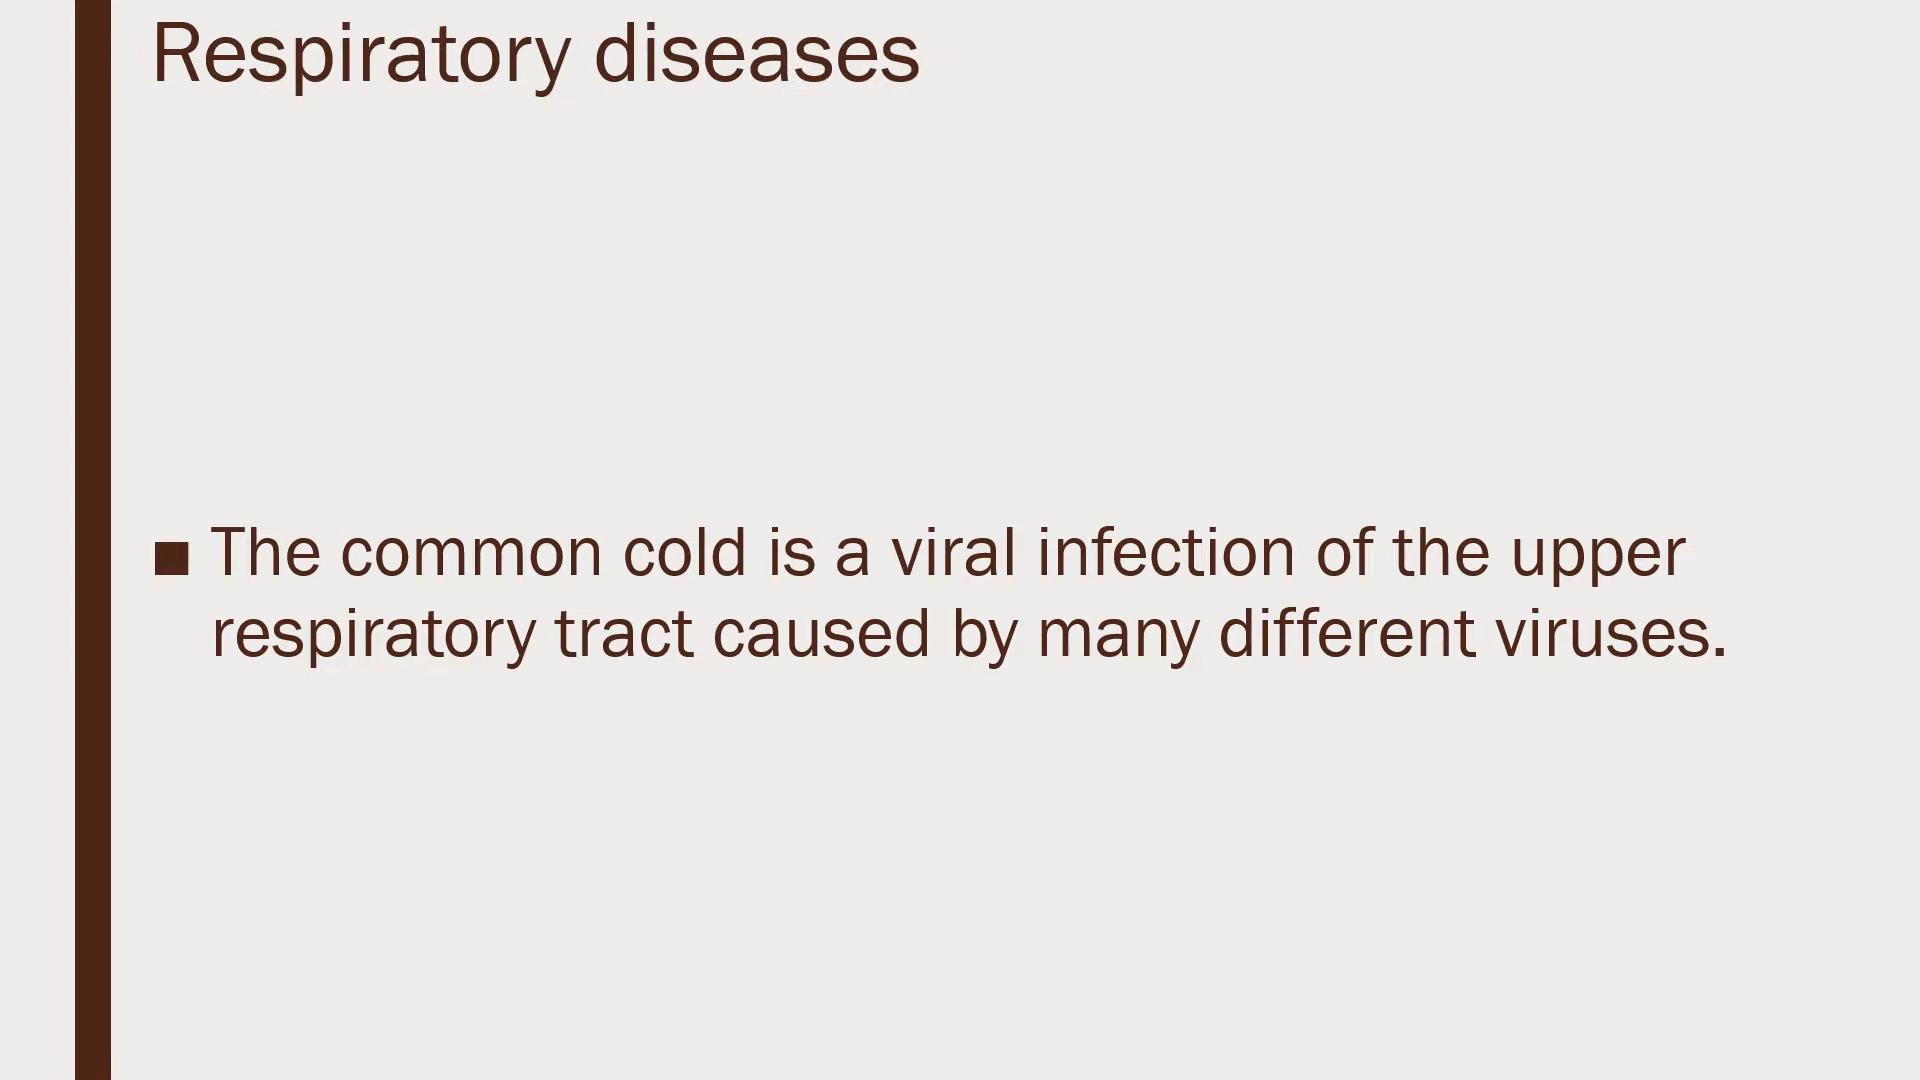 Respiratory diseases
■ The common cold is a viral infection of the upper
respiratory tract caused by many different viruses.